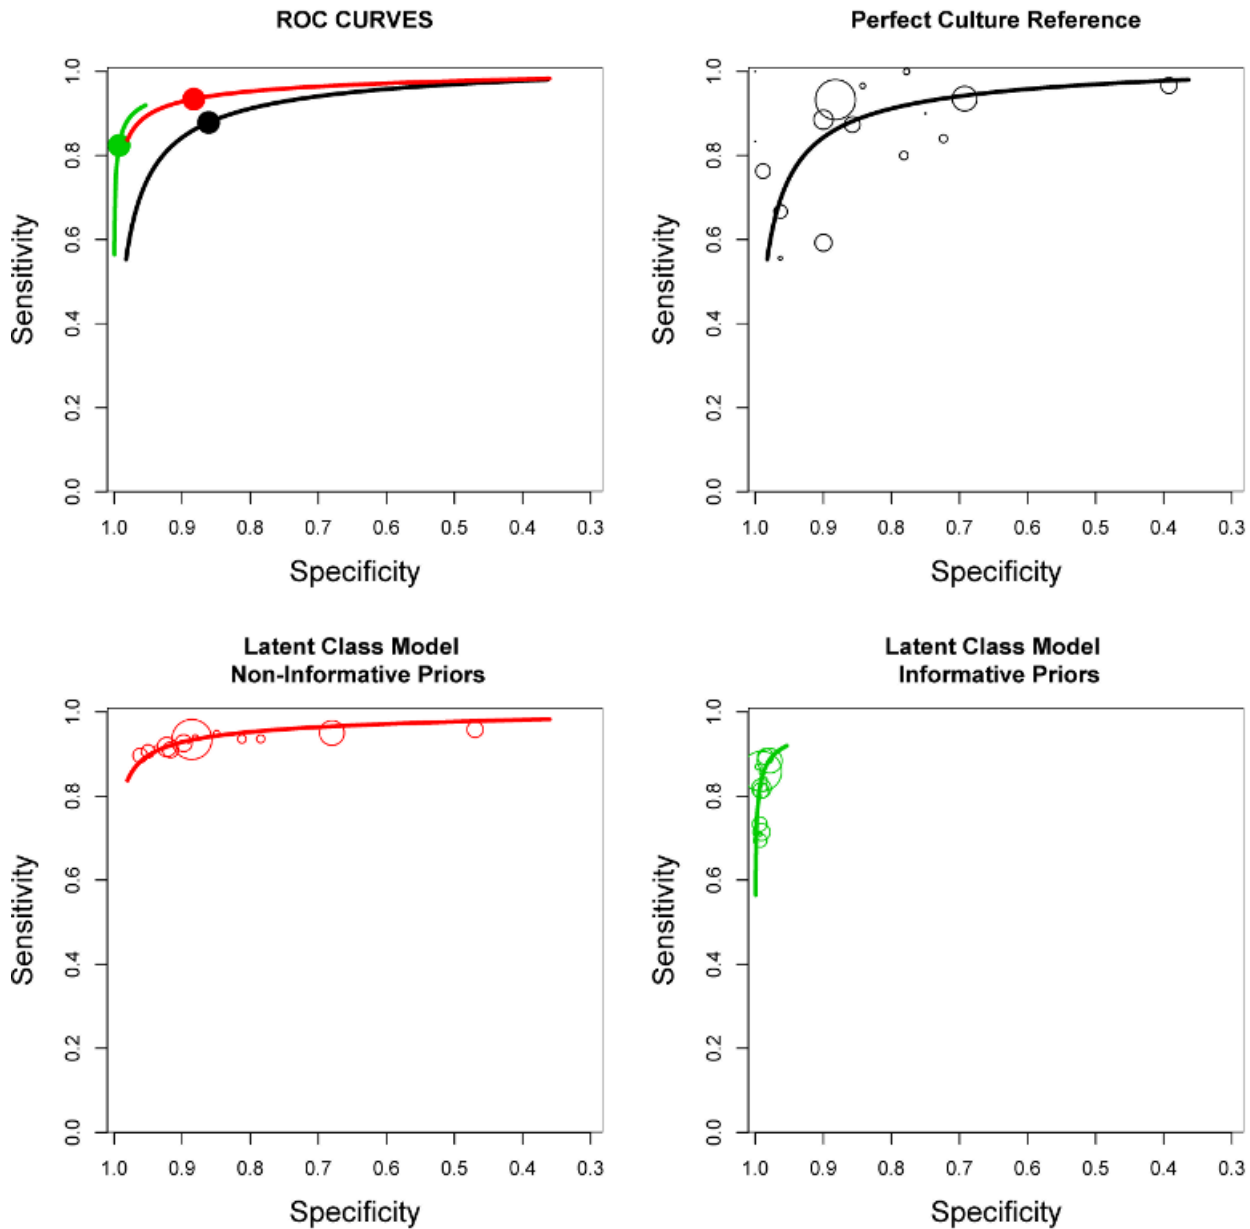 ROC CURVES
Sensitivity
1.0
0.8
0.6
0.4
0.2
0.0
1.0 0.9 0.8 0.7 0.6 0.5 0.4 0.3
Specificity
Perfect Culture Reference
Sensitivity
1.0
0.8
0.6
0.4
0.2
0.0
1.0 0.9 0.8 0.7 0.6 0.5 0.4 0.3
Specificity
Latent Class Model
Non-Informative Priors
Sensitivity
1.0
0.8
0.6
0.4
0.2
0.0
1.0 0.9 0.8 0.7 0.6 0.5 0.4 0.3
Specificity
Latent Class Model
Informative Priors
Sensitivity
1.0
0.8
0.6
0.4
0.2
0.0
1.0 0.9 0.8 0.7 0.6 0.5 0.4 0.3
Specificity